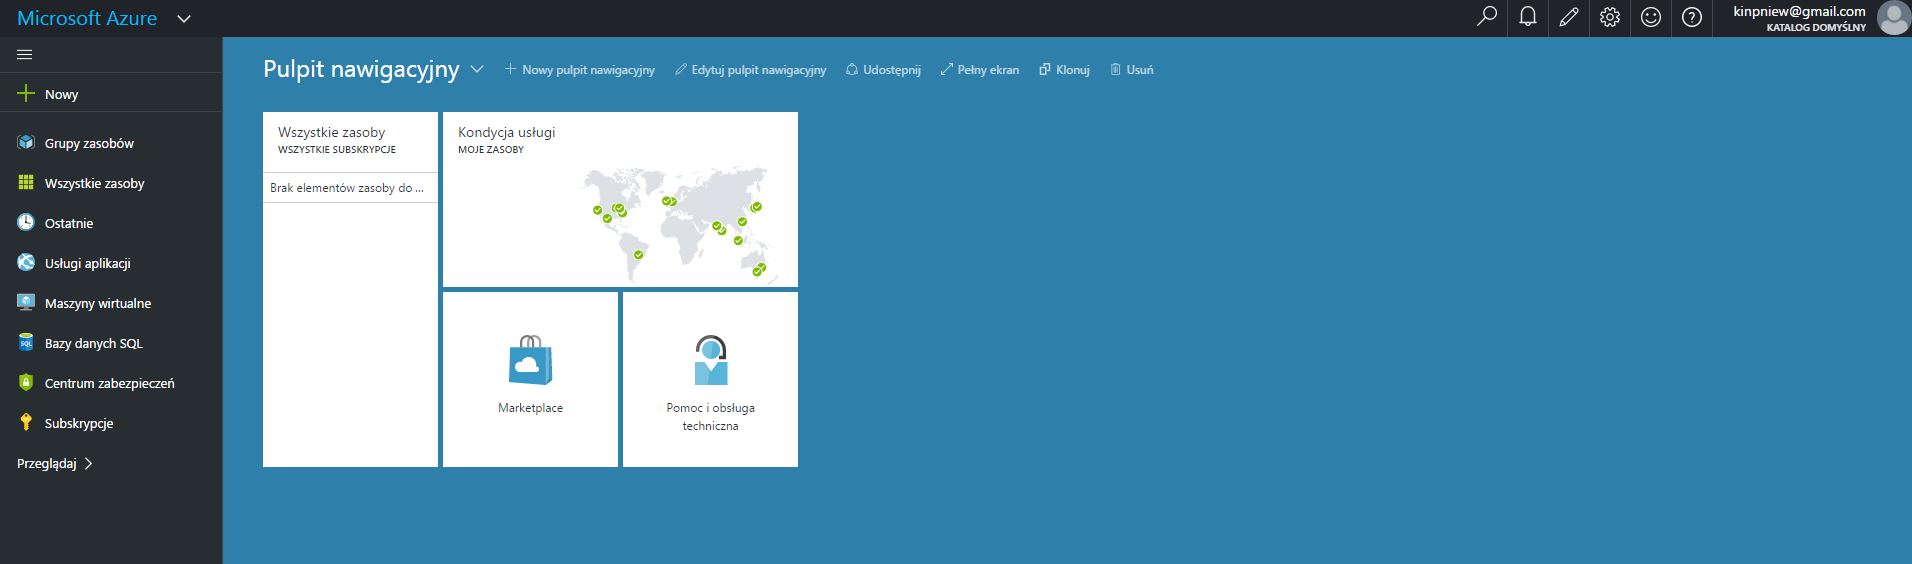 Microsoft Azure
kinpniew@gmail.com
KATALOG DOMYŚLNY
Nowy
Grupy zasobów
Wszystkie zasoby
Ostatnie
Usługi aplikacji
Maszyny wirtualne
Bazy danych SQL
Centrum zabezpieczeń
Subskrypcje
Przeglądaj
Pulpit nawigacyjny
Nowy pulpit nawigacyjny
Edytuj pulpit nawigacyjny
Udostępnij
Pełny ekran
Klonuj
Usuń
Wszystkie zasoby
WSZYSTKIE SUBSKRYPCJE
Brak elementów zasoby do ...
Kondycja usługi
MOJE ZASOBY
Marketplace
Pomoc i obsługa
techniczna
SQL